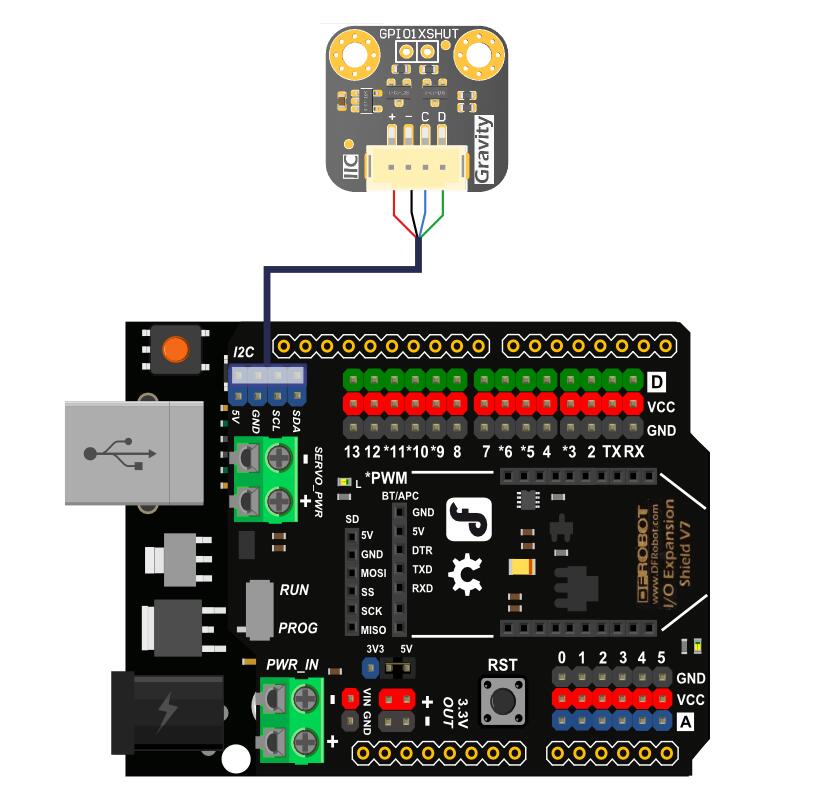 GPIO1XSHUT
+ − C D
IIC
Gravity
I2C
5V
GND
SCL
SDA
D
VCC
GND
13 12 *11 *10 *9 8 7 *6 *5 4 *3 2 TX RX
SERVO_PWR
-
+
L
*PWM
BT/APC
GND
5V
DTR
TXD
RXD
SD
5V
GND
MOSI
SS
SCK
MISO
DFROBOT
www.DFRobot.com
I/O Expansion
Shield V7
RUN
PROG
3V3 5V
PWR_IN
-
+
VIN
GND
+
-
3.3V
OUT
RST
0 1 2 3 4 5
GND
VCC
A